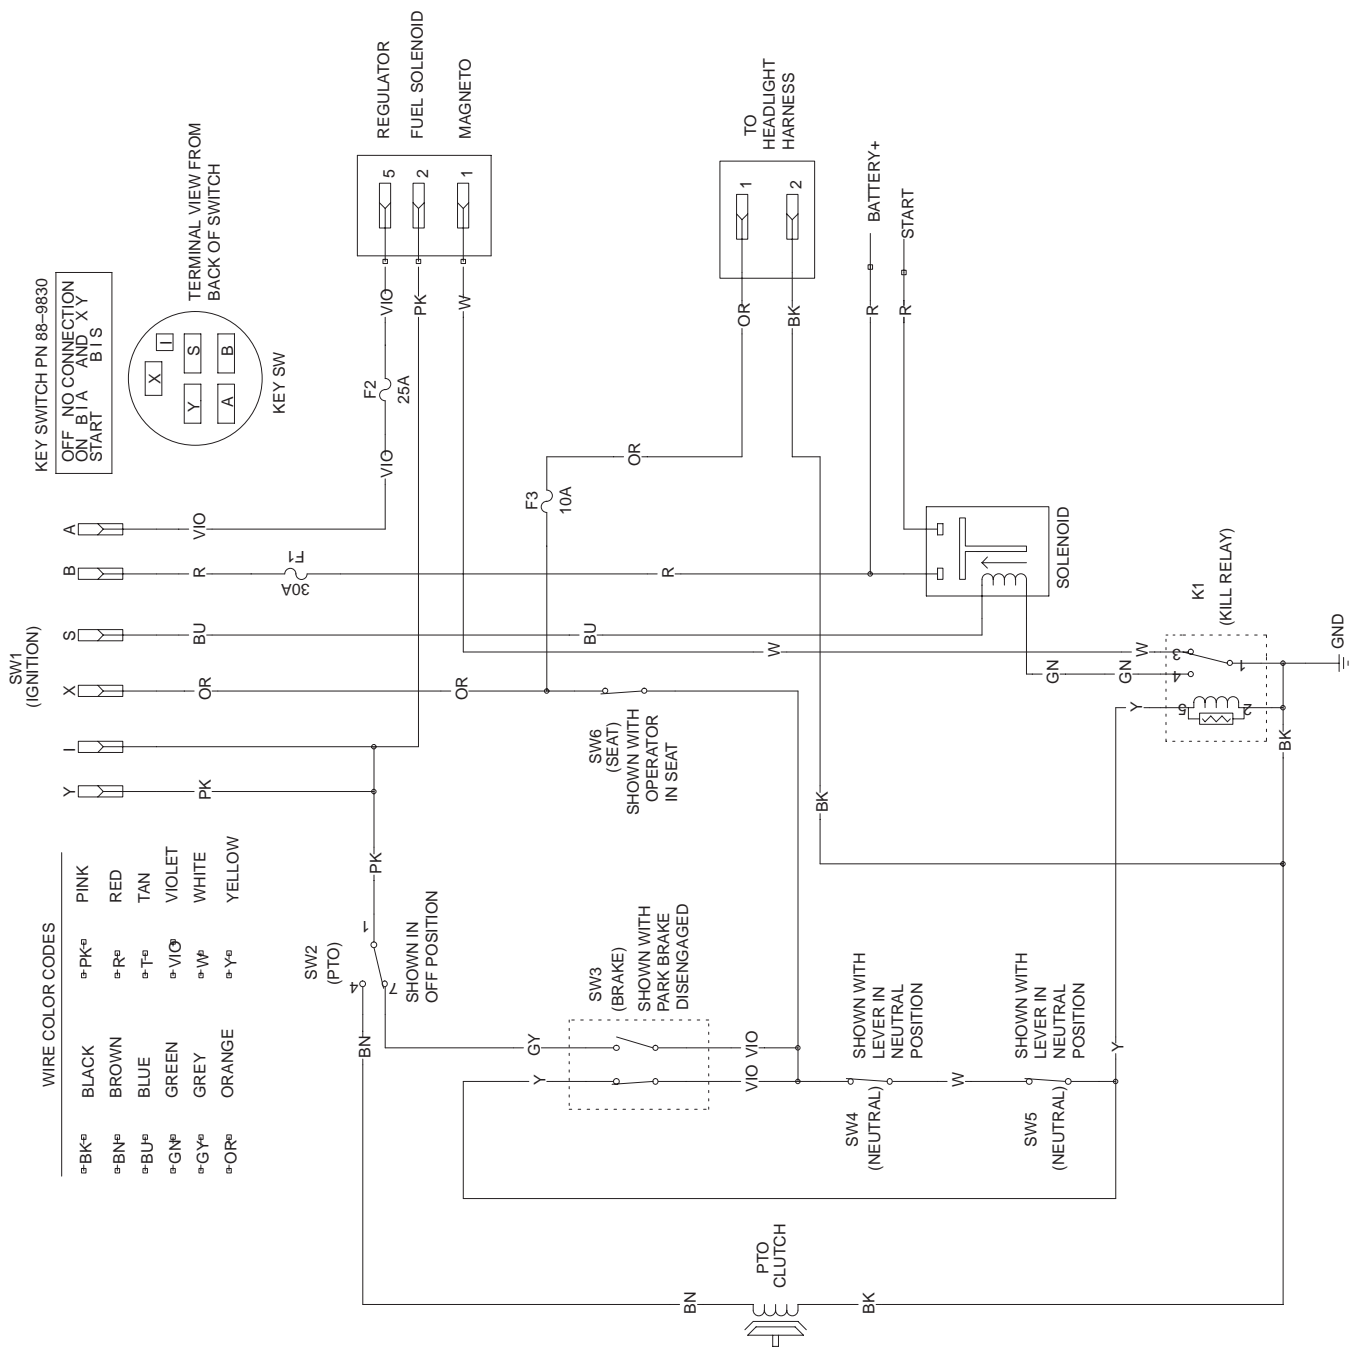 KEY SWITCH PN 88–9830
OFF NO CONNECTION
ON B I A AND X Y
START B I S
TERMINAL VIEW FROM
BACK OF SWITCH
KEY SW
X
I
Y
S
A
B
REGULATOR
FUEL SOLENOID
MAGNETO
5
2
1
VIO
PK
W
F2
25A
VIO
TO
HEADLIGHT
HARNESS
1
2
OR
BK
BATTERY+
START
R
R
SW1
(IGNITION)
A
B
S
X
I
Y
VIO
R
F1
30A
BU
OR
PK
OR
F3
10A
OR
R
BU
W
SOLENOID
SW6
(SEAT)
SHOWN WITH
OPERATOR
IN SEAT
BK
K1
(KILL RELAY)
W
3
4
1
5
2
GN
GN
Y
GND
BK
WIRE COLOR CODES
BK BLACK
BN BROWN
BU BLUE
GN GREEN
GY GREY
OR ORANGE
PK PINK
R RED
T TAN
VIO VIOLET
W WHITE
Y YELLOW
PK
SW2
(PTO)
1
4
7
SHOWN IN
OFF POSITION
BN
GY
Y
SW3
(BRAKE)
SHOWN WITH
PARK BRAKE
DISENGAGED
VIO
VIO
SHOWN WITH
LEVER IN
NEUTRAL
POSITION
SW4
(NEUTRAL)
W
SHOWN WITH
LEVER IN
NEUTRAL
POSITION
SW5
(NEUTRAL)
Y
PTO
CLUTCH
BN
BK